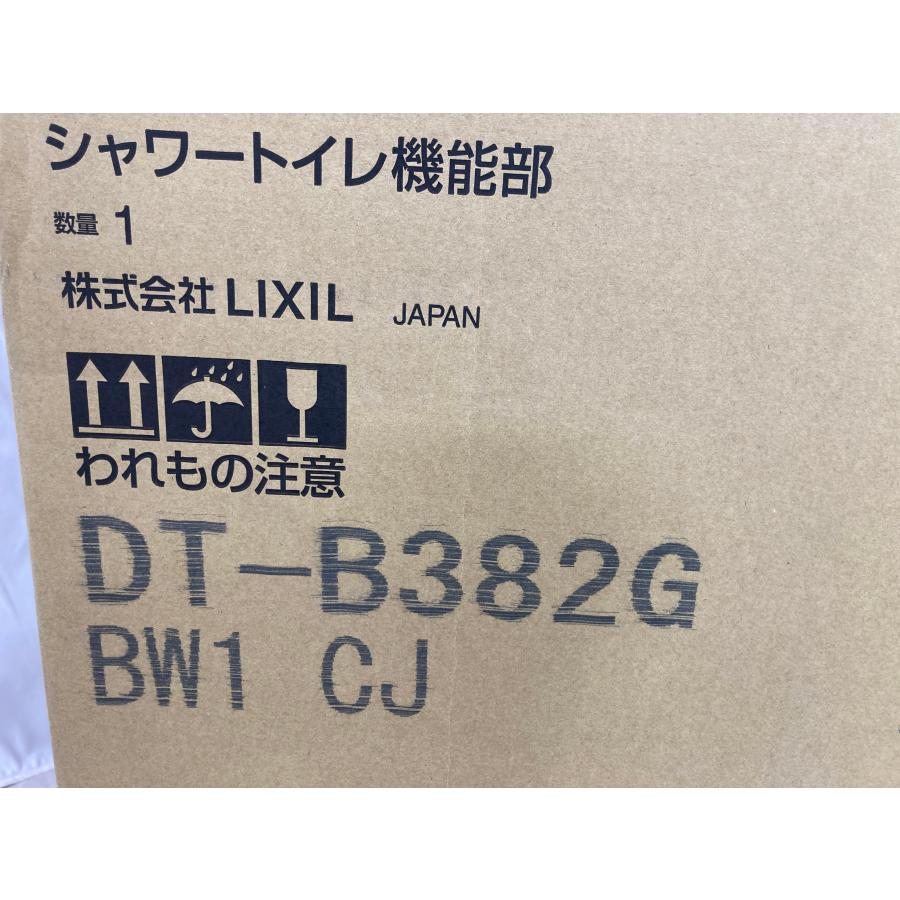 シャワートイレ機能部
数量 1
株式会社 LIXIL JAPAN
われもの注意
DT-B382G
BW1 CJ